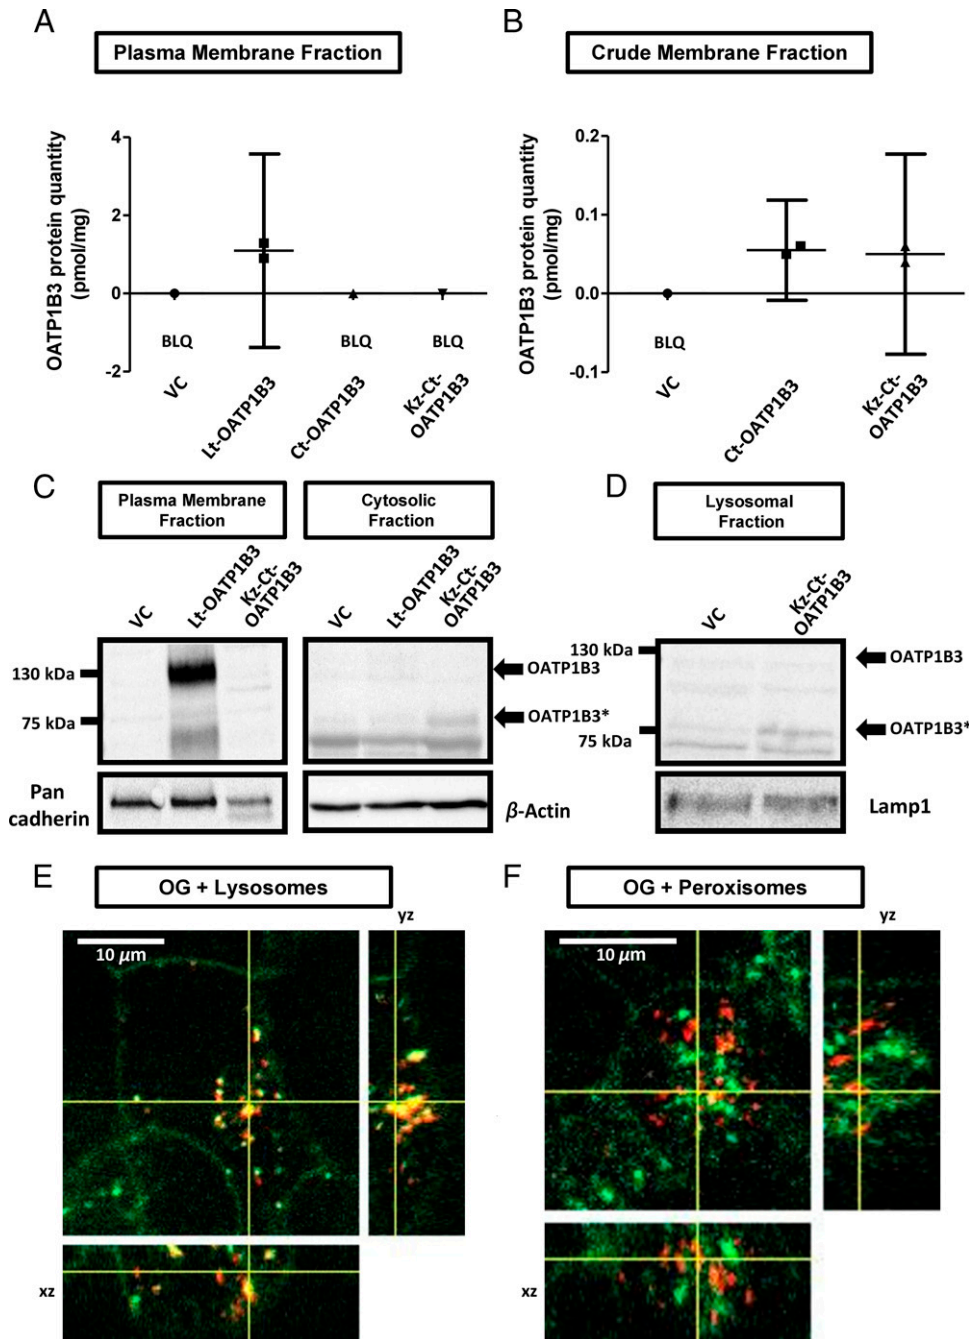 A
Plasma Membrane Fraction
OATP1B3 protein quantity
(pmol/mg)
4
2
0
-2
BLQ
BLQ
BLQ
VC
Lt-OATP1B3
Ct-OATP1B3
Kz-Ct-
OATP1B3
B
Crude Membrane Fraction
OATP1B3 protein quantity
(pmol/mg)
0.2
0.1
0.0
-0.1
BLQ
VC
Ct-OATP1B3
Kz-Ct-
OATP1B3
C
Plasma Membrane
Fraction
Cytosolic
Fraction
VC
Lt-OATP1B3
Kz-Ct-
OATP1B3
VC
Lt-OATP1B3
Kz-Ct-
OATP1B3
130 kDa
75 kDa
OATP1B3
OATP1B3*
Pan
cadherin
β-Actin
D
Lysosomal
Fraction
VC
Kz-Ct-
OATP1B3
130 kDa
75 kDa
OATP1B3
OATP1B3*
Lamp1
E
OG + Lysosomes
yz
10 μm
xz
F
OG + Peroxisomes
yz
10 μm
xz